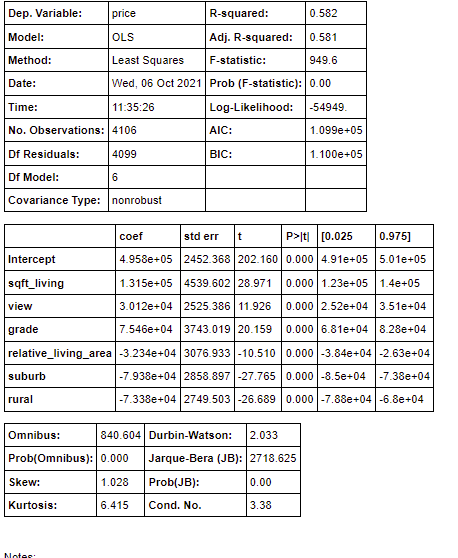 Dep. Variable: price R-squared: 0.582
Model: OLS Adj. R-squared: 0.581
Method: Least Squares F-statistic: 949.6
Date: Wed, 06 Oct 2021 Prob (F-statistic): 0.00
Time: 11:35:26 Log-Likelihood: -54949.
No. Observations: 4106 AIC: 1.099e+05
Df Residuals: 4099 BIC: 1.100e+05
Df Model: 6
Covariance Type: nonrobust
coef std err t P>|t| [0.025 0.975]
Intercept 4.958e+05 2452.368 202.160 0.000 4.91e+05 5.01e+05
sqft_living 1.315e+05 4539.602 28.971 0.000 1.23e+05 1.4e+05
view 3.012e+04 2525.386 11.926 0.000 2.52e+04 3.51e+04
grade 7.546e+04 3743.019 20.159 0.000 6.81e+04 8.28e+04
relative_living_area -3.234e+04 3076.933 -10.510 0.000 -3.84e+04 -2.63e+04
suburb -7.938e+04 2858.897 -27.765 0.000 -8.5e+04 -7.38e+04
rural -7.338e+04 2749.503 -26.689 0.000 -7.88e+04 -6.8e+04
Omnibus: 840.604 Durbin-Watson: 2.033
Prob(Omnibus): 0.000 Jarque-Bera (JB): 2718.625
Skew: 1.028 Prob(JB): 0.00
Kurtosis: 6.415 Cond. No. 3.38
Notes: